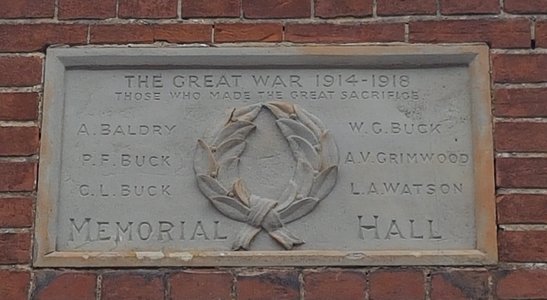 THE GREAT WAR 1914-1918
THOSE WHO MADE THE GREAT SACRIFICE
A. BALDRY
P. F. BUCK
C. L. BUCK
W. G. BUCK
A. V. GRIMWOOD
L. A. WATSON
MEMORIAL HALL